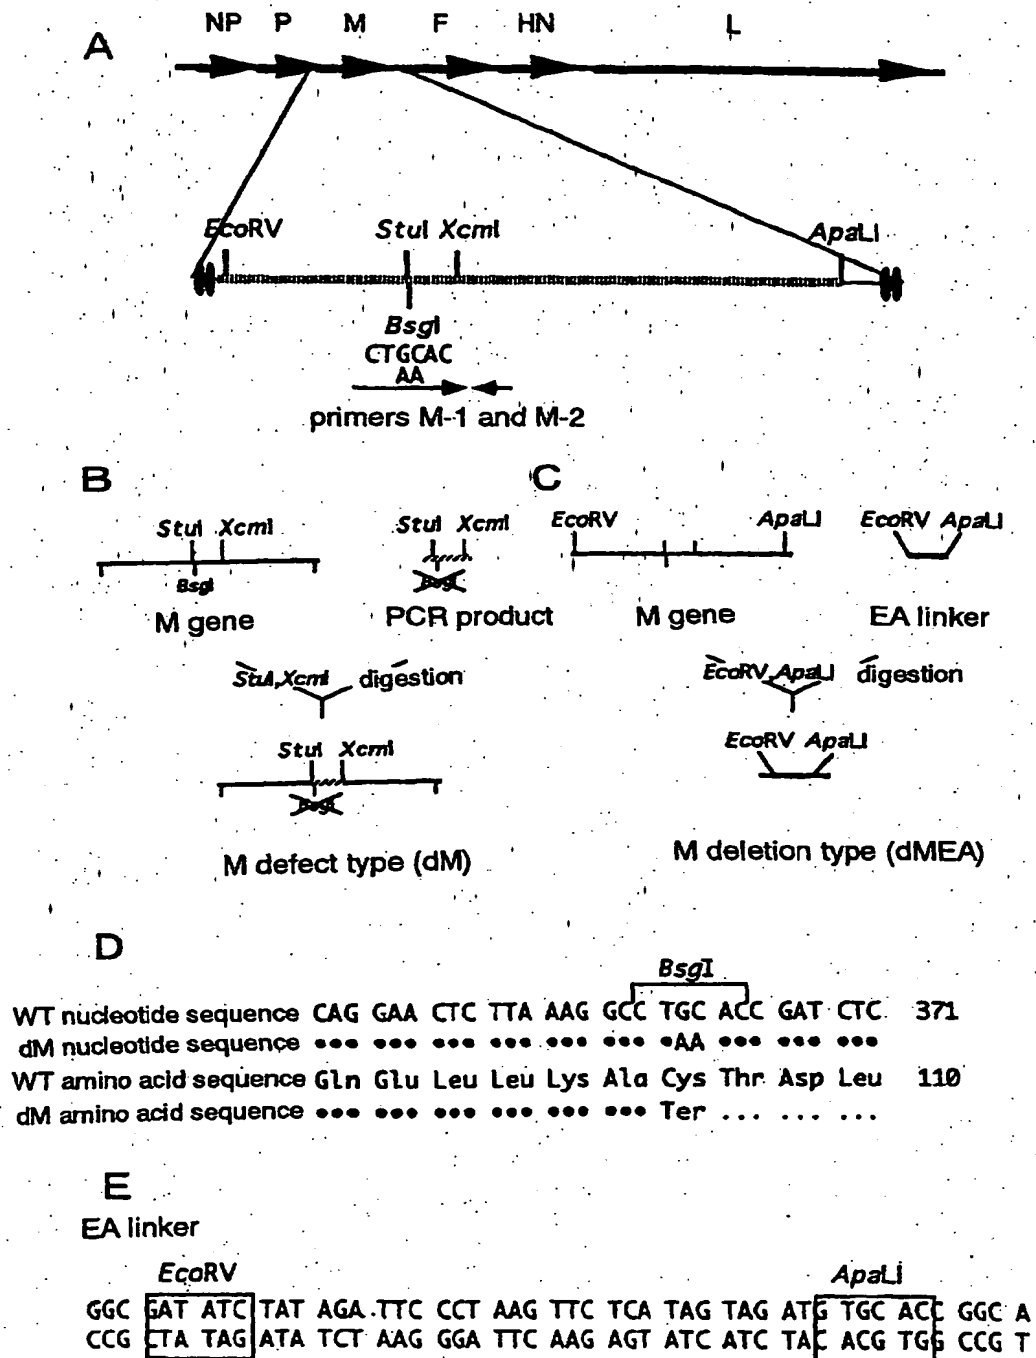 A
NP P M F HN L
EcoRV StuI XcmI ApaLI
BsgI
CTGCAC
AA
primers M-1 and M-2
B
StuI XcmI
BsgI
M gene
StuI XcmI
BsgI
PCR product
StuI, XcmI digestion
StuI XcmI
BsgI
M defect type (dM)
C
EcoRV ApaLI
M gene
EcoRV ApaLI
EA linker
EcoRV, ApaLI digestion
EcoRV ApaLI
M deletion type (dMEA)
D
BsgI
WT nucleotide sequence CAG GAA CTC TTA AAG GCC TGC ACC GAT CTC 371
dM nucleotide sequence ••• ••• ••• ••• ••• ••• •AA ••• ••• •••
WT amino acid sequence Gln Glu Leu Leu Lys Ala Cys Thr Asp Leu 110
dM amino acid sequence ••• ••• ••• ••• ••• ••• Ter ... ... ...
E
EA linker
EcoRV ApaLI
GGC GAT ATC TAT AGA TTC CCT AAG TTC TCA TAG TAG ATG TGC ACC GGC A
CCG CTA TAG ATA TCT AAG GGA TTC AAG AGT ATC ATC TAC ACG TGG CCG T